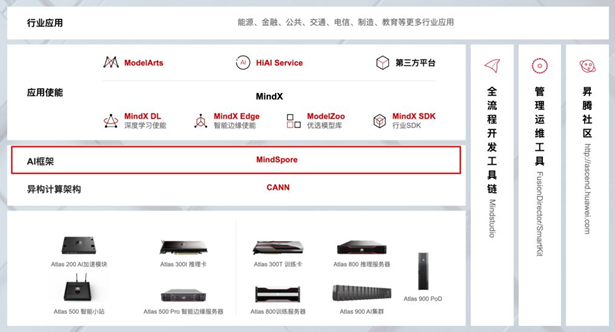 行业应用
能源、金融、公共、交通、电信、制造、教育等更多行业应用
应用使能
ModelArts
HiAI Service
第三方平台
MindX
MindX DL
深度学习使能
MindX Edge
智能边缘使能
ModelZoo
优选模型库
MindX SDK
行业SDK
AI框架
MindSpore
异构计算架构
CANN
Atlas 200 AI加速模块
Atlas 300I 推理卡
Atlas 300T 训练卡
Atlas 800 推理服务器
Atlas 900 PoD
Atlas 500 智能小站
Atlas 500 Pro 智能边缘服务器
Atlas 800训练服务器
Atlas 900 AI集群
全流程开发工具链 Mindstudio
管理运维工具 FusionDirector/SmartKit
昇腾社区 http://ascend.huawei.com